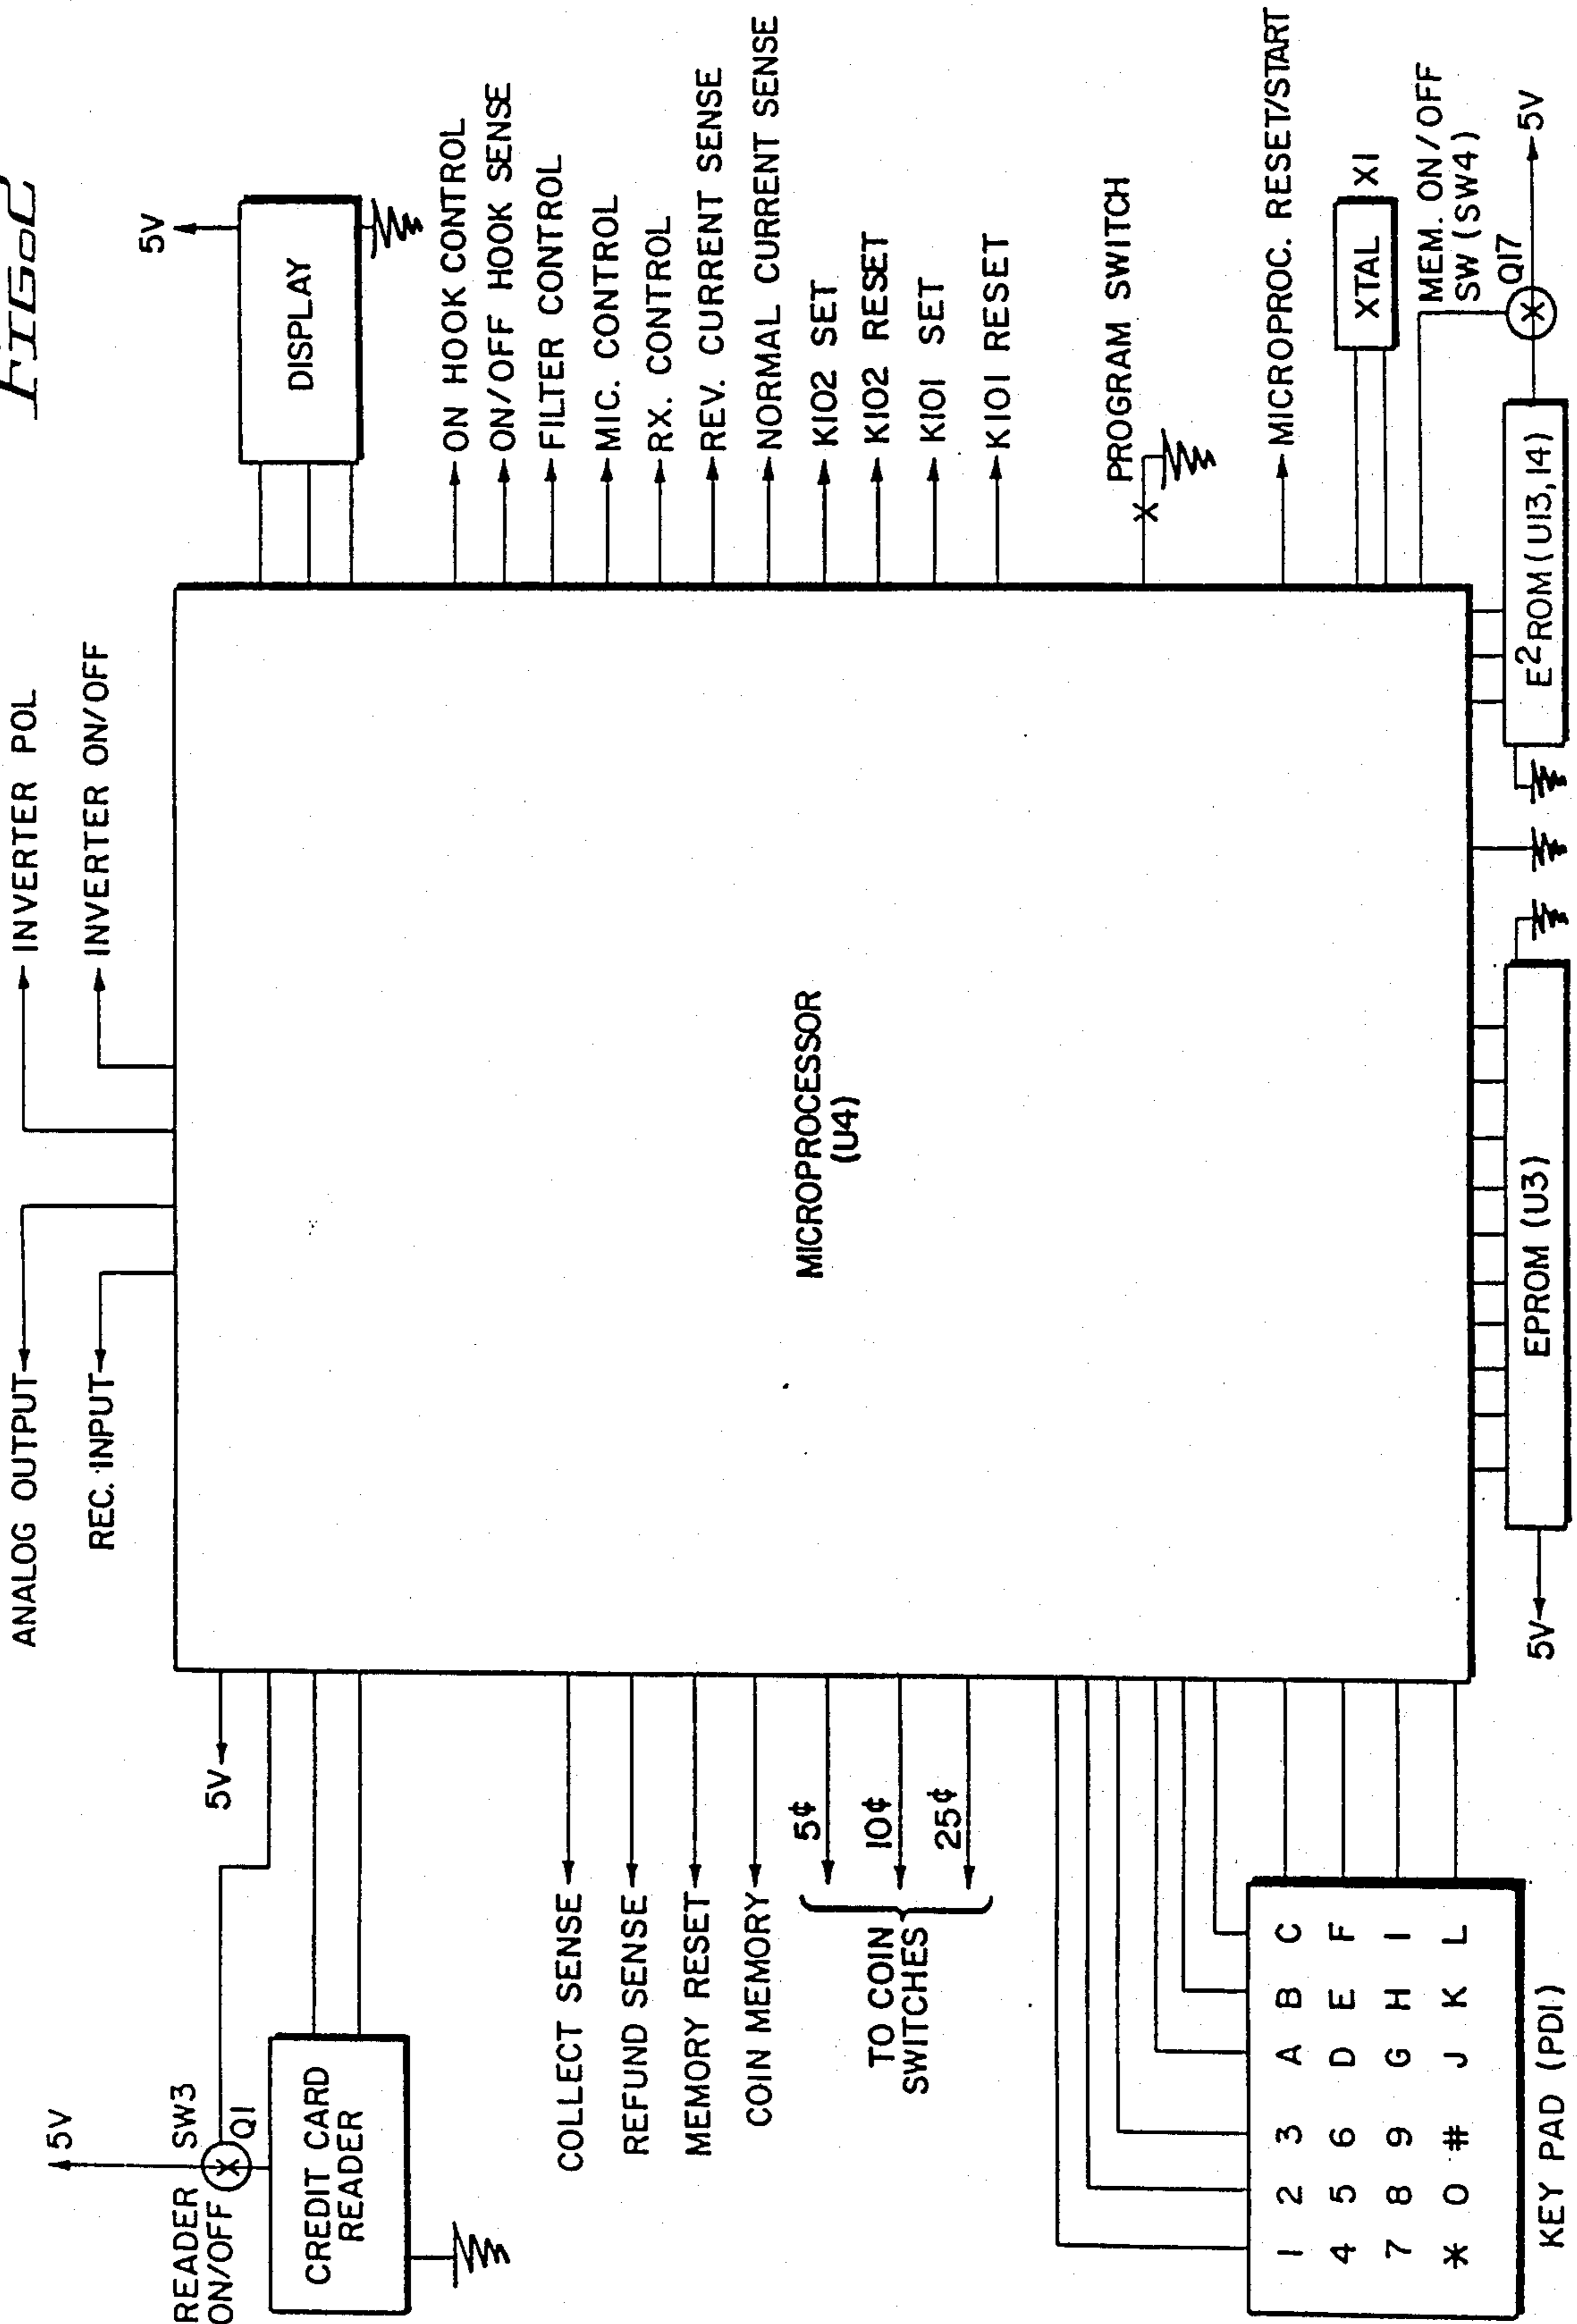 FIG. 2
ANALOG OUTPUT
REC. INPUT
INVERTER POL
INVERTER ON/OFF
5V
READER SW3
ON/OFF
Q1
CREDIT CARD
READER
5V
COLLECT SENSE
REFUND SENSE
MEMORY RESET
COIN MEMORY
5¢
10¢
25¢
TO COIN
SWITCHES
1 2 3 A B C
4 5 6 D E F
7 8 9 G H I
* 0 # J K L
KEY PAD (PD1)
MICROPROCESSOR
(U4)
5V
DISPLAY
ON HOOK CONTROL
ON/OFF HOOK SENSE
FILTER CONTROL
MIC. CONTROL
RX. CONTROL
REV. CURRENT SENSE
NORMAL CURRENT SENSE
K102 SET
K102 RESET
K101 SET
K101 RESET
PROGRAM SWITCH
MICROPROC. RESET/START
XTAL X1
MEM. ON/OFF
SW (SW4)
Q17
5V
E²ROM (U13,14)
EPROM (U3)
5V